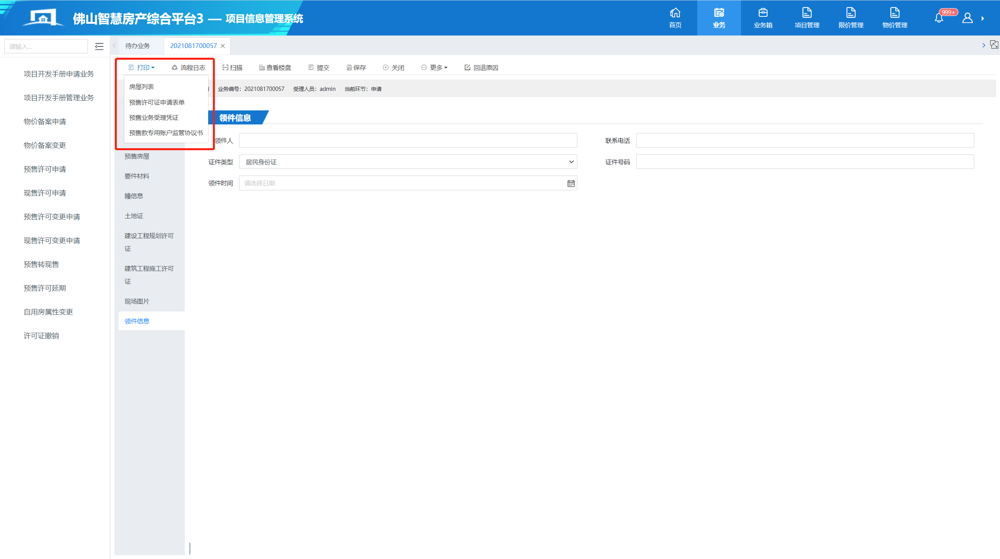 佛山智慧房产综合平台3 — 项目信息管理系统
首页
业务
业务箱
项目管理
限价管理
物价管理
999+
请输入...
待办业务
2021081700057
打印
流程日志
扫描
查看楼盘
提交
保存
关闭
更多
回退原因
业务编号：2021081700057
受理人员：admin
当前环节：申请
房屋列表
预售许可证申请表单
预售业务受理凭证
预售款专用账户监管协议书
项目开发手册申请业务
项目开发手册管理业务
物价备案申请
物价备案变更
预售许可申请
现售许可申请
预售许可变更申请
现售许可变更申请
预售转现售
预售许可延期
自用房属性变更
许可证撤销
预售房屋
要件材料
幢信息
土地证
建设工程规划许可
证
建筑工程施工许可
证
现场图片
领件信息
领件信息
领件人
联系电话
证件类型
居民身份证
证件号码
领件时间
请选择日期